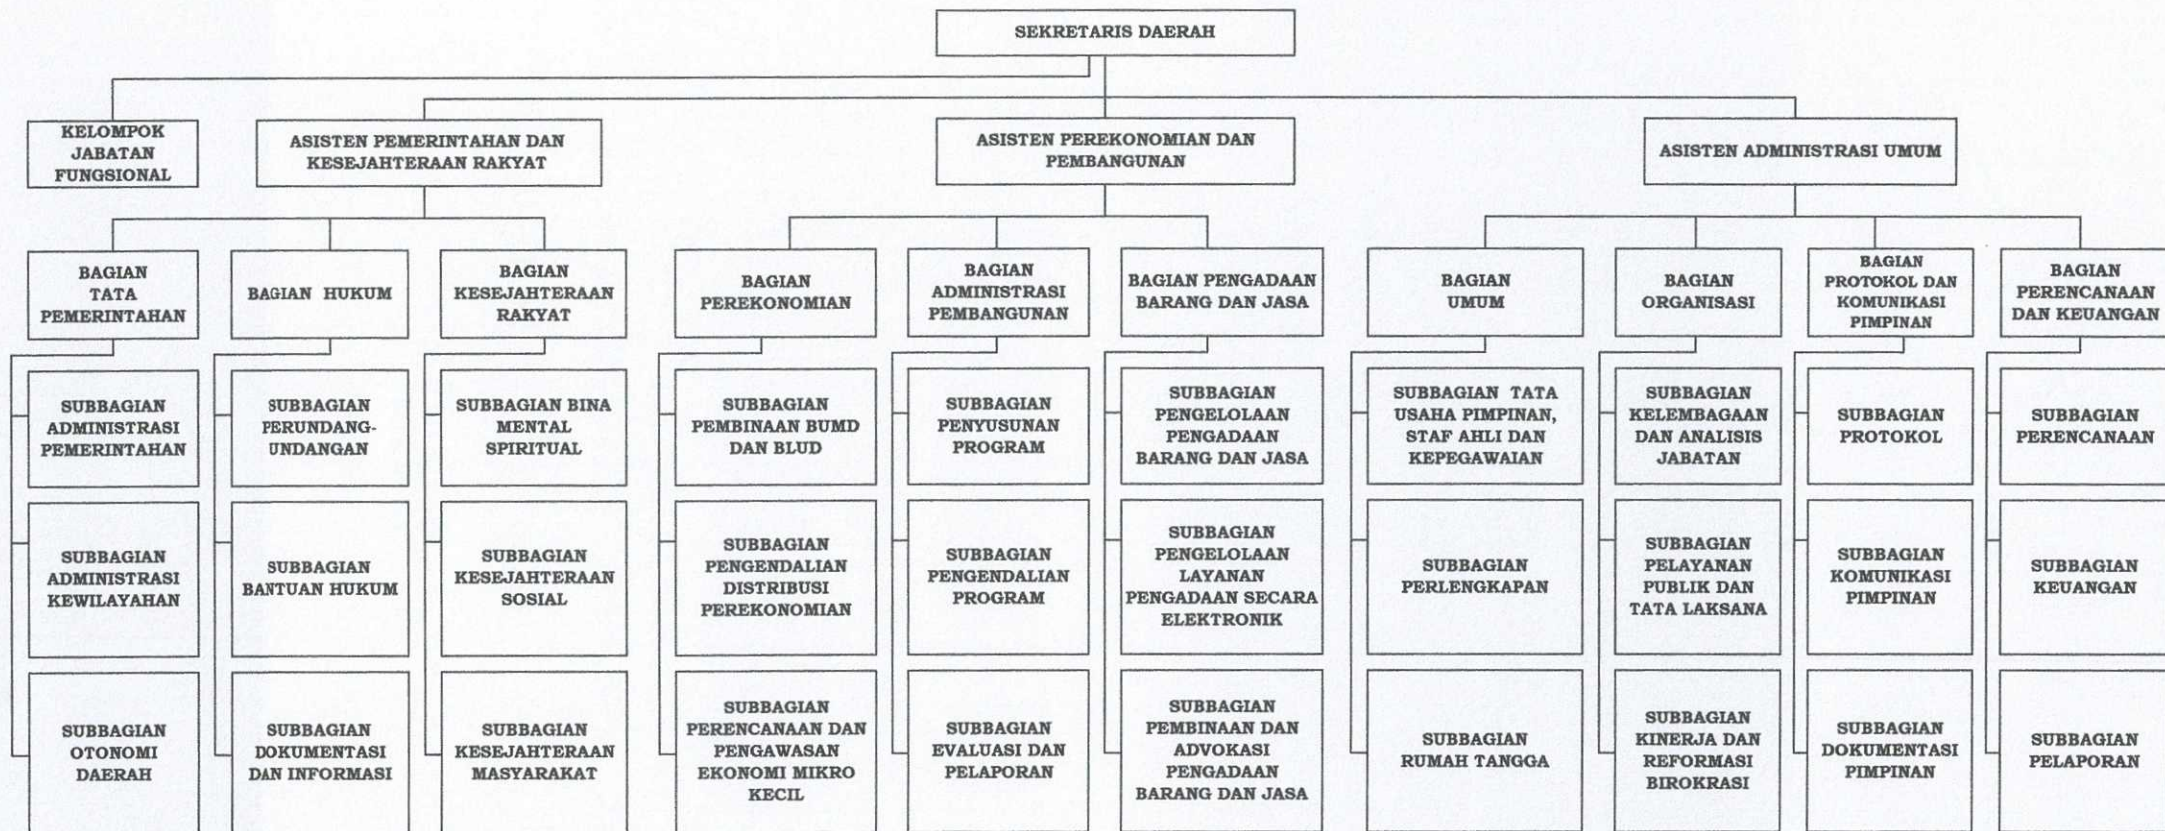 SEKRETARIS DAERAH
KELOMPOK
JABATAN
FUNGSIONAL
ASISTEN PEMERINTAHAN DAN
KESEJAHTERAAN RAKYAT
ASISTEN PEREKONOMIAN DAN
PEMBANGUNAN
ASISTEN ADMINISTRASI UMUM
BAGIAN
TATA
PEMERINTAHAN
BAGIAN HUKUM
BAGIAN
KESEJAHTERAAN
RAKYAT
BAGIAN
PEREKONOMIAN
BAGIAN
ADMINISTRASI
PEMBANGUNAN
BAGIAN PENGADAAN
BARANG DAN JASA
BAGIAN
UMUM
BAGIAN
ORGANISASI
BAGIAN
PROTOKOL DAN
KOMUNIKASI
PIMPINAN
BAGIAN
PERENCANAAN
DAN KEUANGAN
SUBBAGIAN
ADMINISTRASI
PEMERINTAHAN
SUBBAGIAN
PERUNDANG-
UNDANGAN
SUBBAGIAN BINA
MENTAL
SPIRITUAL
SUBBAGIAN
PEMBINAAN BUMD
DAN BLUD
SUBBAGIAN
PENYUSUNAN
PROGRAM
SUBBAGIAN
PENGELOLAAN
PENGADAAN
BARANG DAN JASA
SUBBAGIAN TATA
USAHA PIMPINAN,
STAF AHLI DAN
KEPEGAWAIAN
SUBBAGIAN
KELEMBAGAAN
DAN ANALISIS
JABATAN
SUBBAGIAN
PROTOKOL
SUBBAGIAN
PERENCANAAN
SUBBAGIAN
ADMINISTRASI
KEWILAYAHAN
SUBBAGIAN
BANTUAN HUKUM
SUBBAGIAN
KESEJAHTERAAN
SOSIAL
SUBBAGIAN
PENGENDALIAN
DISTRIBUSI
PEREKONOMIAN
SUBBAGIAN
PENGENDALIAN
PROGRAM
SUBBAGIAN
PENGELOLAAN
LAYANAN
PENGADAAN SECARA
ELEKTRONIK
SUBBAGIAN
PERLENGKAPAN
SUBBAGIAN
PELAYANAN
PUBLIK DAN
TATA LAKSANA
SUBBAGIAN
KOMUNIKASI
PIMPINAN
SUBBAGIAN
KEUANGAN
SUBBAGIAN
OTONOMI
DAERAH
SUBBAGIAN
DOKUMENTASI
DAN INFORMASI
SUBBAGIAN
KESEJAHTERAAN
MASYARAKAT
SUBBAGIAN
PERENCANAAN DAN
PENGAWASAN
EKONOMI MIKRO
KECIL
SUBBAGIAN
EVALUASI DAN
PELAPORAN
SUBBAGIAN
PEMBINAAN DAN
ADVOKASI
PENGADAAN
BARANG DAN JASA
SUBBAGIAN
RUMAH TANGGA
SUBBAGIAN
KINERJA DAN
REFORMASI
BIROKRASI
SUBBAGIAN
DOKUMENTASI
PIMPINAN
SUBBAGIAN
PELAPORAN